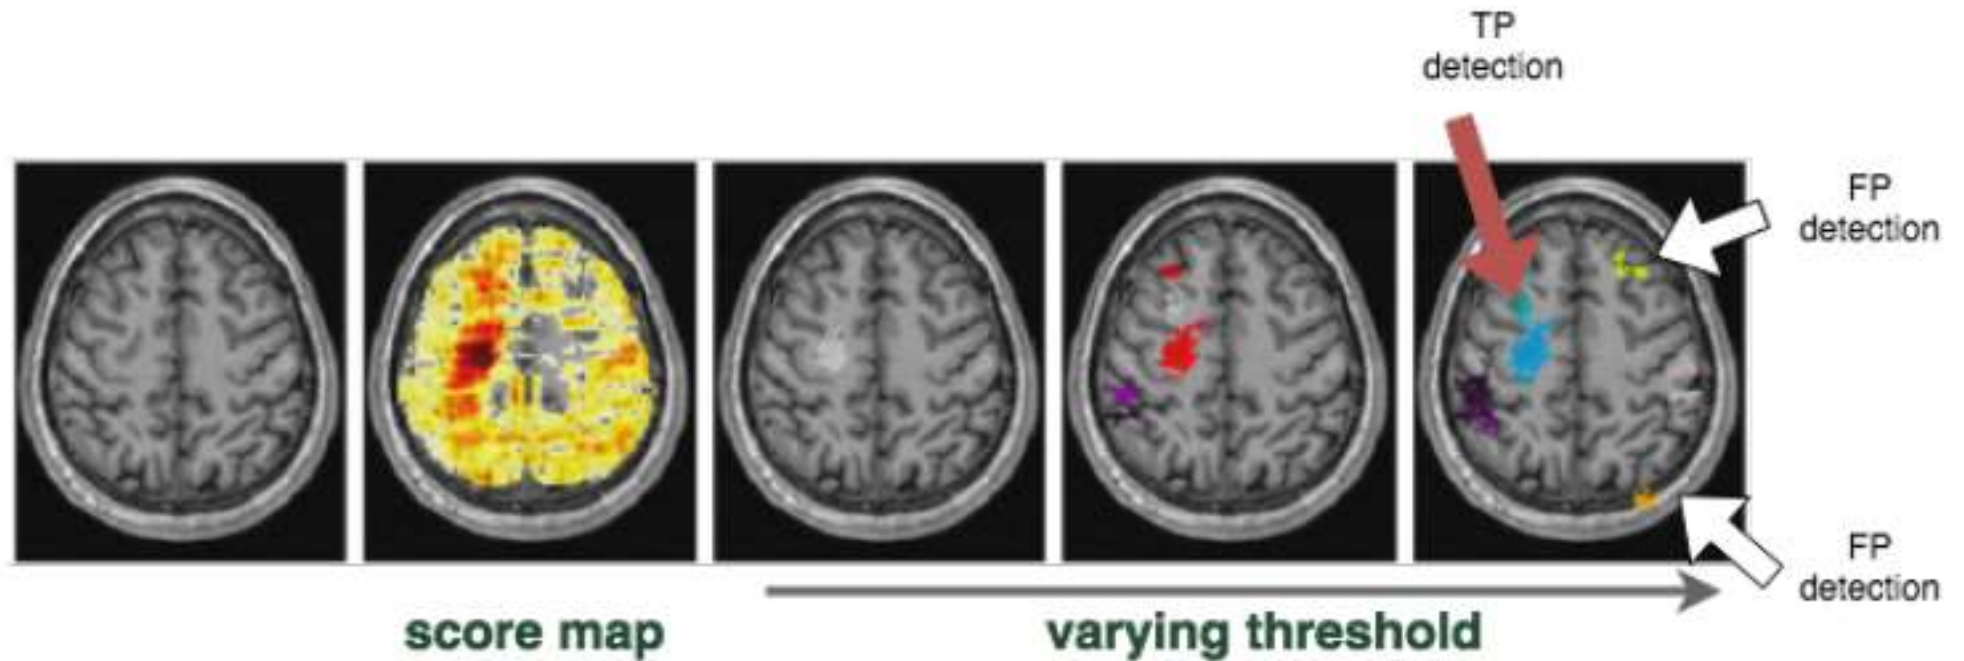 TP
detection
FP
detection
FP
detection
score map
varying threshold